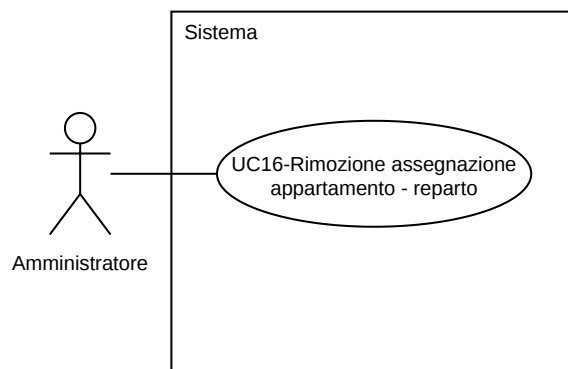 Sistema
UC16-Rimozione assegnazione
appartamento - reparto
Amministratore